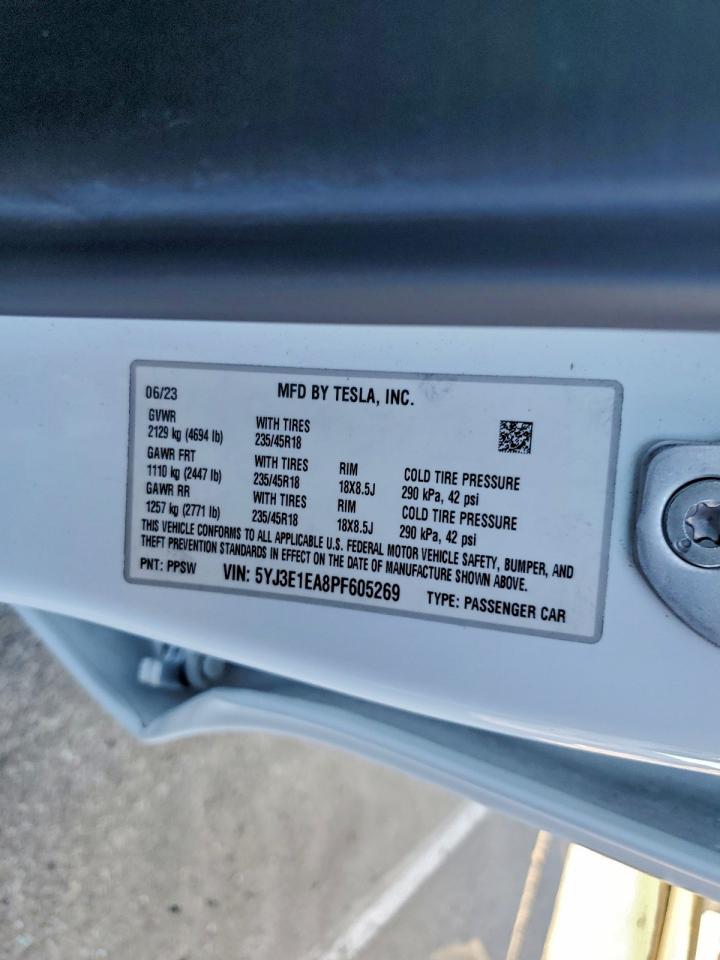 06/23 MFD BY TESLA, INC.
GVWR
2129 kg (4694 lb) WITH TIRES 235/45R18
GAWR FRT
1110 kg (2447 lb) WITH TIRES 235/45R18 RIM 18X8.5J COLD TIRE PRESSURE 290 kPa, 42 psi
GAWR RR
1257 kg (2771 lb) WITH TIRES 235/45R18 RIM 18X8.5J COLD TIRE PRESSURE 290 kPa, 42 psi
THIS VEHICLE CONFORMS TO ALL APPLICABLE U.S. FEDERAL MOTOR VEHICLE SAFETY, BUMPER, AND
THEFT PREVENTION STANDARDS IN EFFECT ON THE DATE OF MANUFACTURE SHOWN ABOVE.
PNT: PPSW VIN: 5YJ3E1EA8PF605269 TYPE: PASSENGER CAR